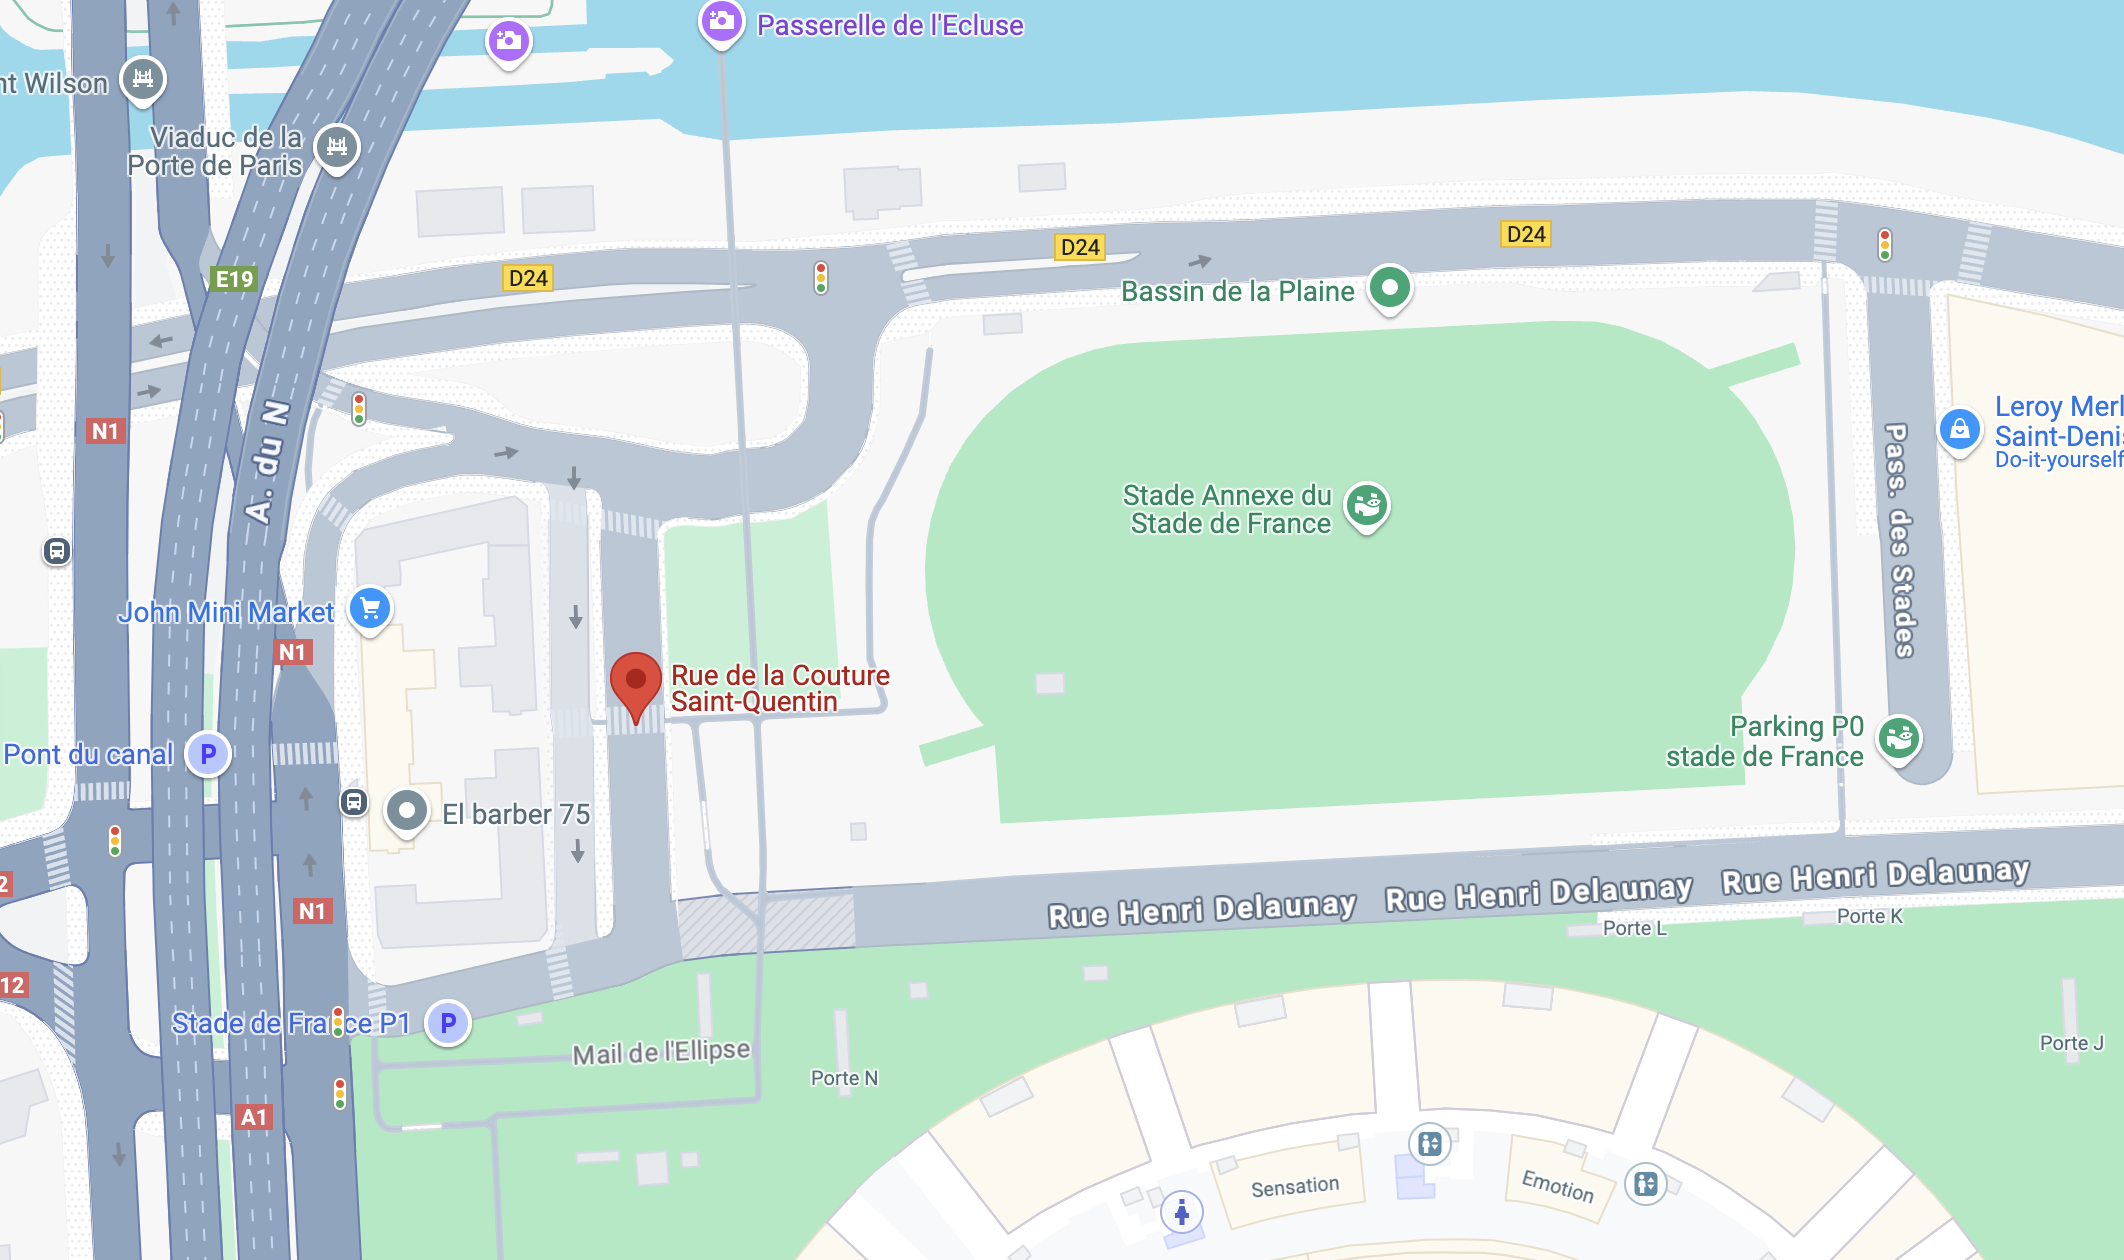 Passerelle de l'Ecluse
nt Wilson
Viaduc de la
Porte de Paris
E19
D24
D24
D24
Bassin de la Plaine
N1
A. du N
Leroy Merl
Saint-Denis
Do-it-yourself
Pass. des Stades
Stade Annexe du
Stade de France
John Mini Market
N1
Rue de la Couture
Saint-Quentin
Pont du canal
P
Parking P0
stade de France
El barber 75
2
N1
Rue Henri Delaunay
Rue Henri Delaunay
Rue Henri Delaunay
Porte L
Porte K
12
Stade de France P1
P
Mail de l'Ellipse
Porte N
Porte J
A1
Sensation
Emotion